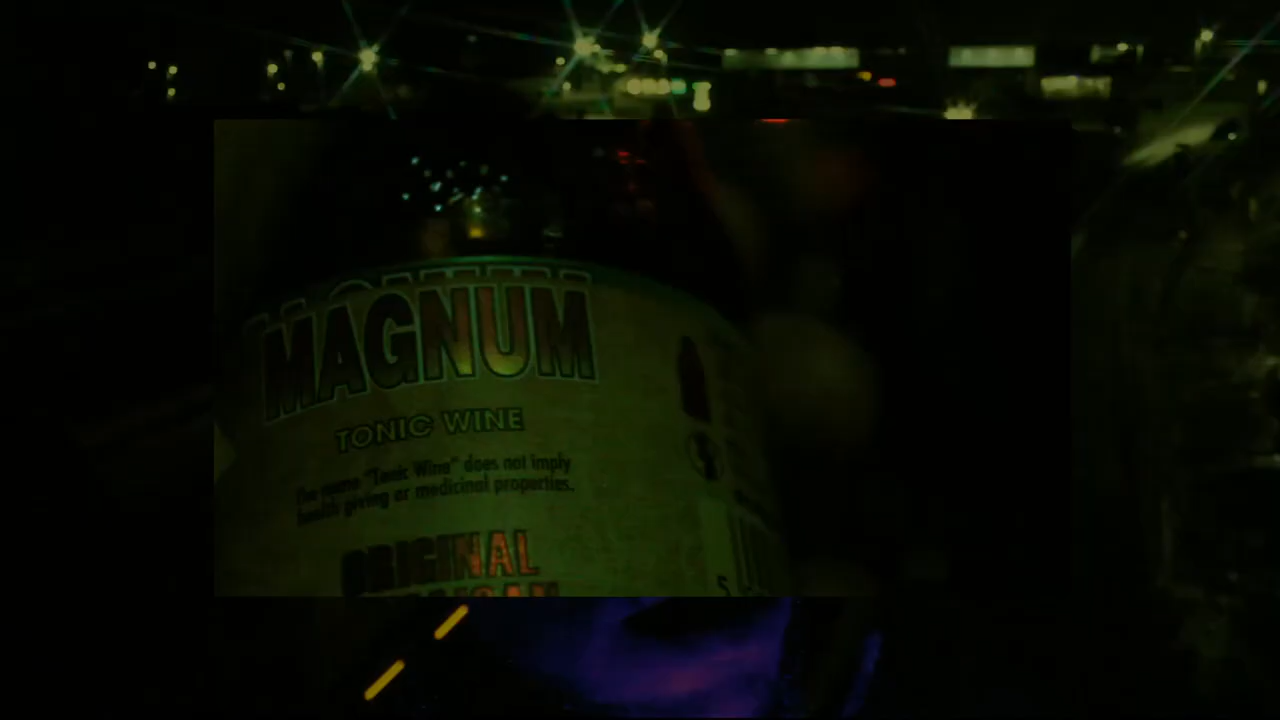 MAGNUM
TONIC WINE
The name "Tonic Wine" does not imply
health giving or medicinal properties.
ORIGINAL